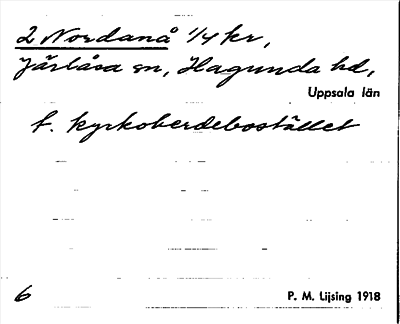 2 Nordanå 1/4 kr,
Järlåsa sn, Hagunda hd,
Uppsala län
f. kyrkoherdebostället
6
P. M. Lijsing 1918